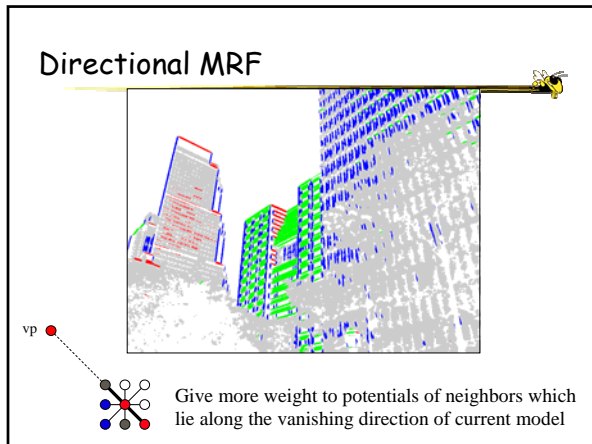 Directional MRF
vp
Give more weight to potentials of neighbors which
lie along the vanishing direction of current model